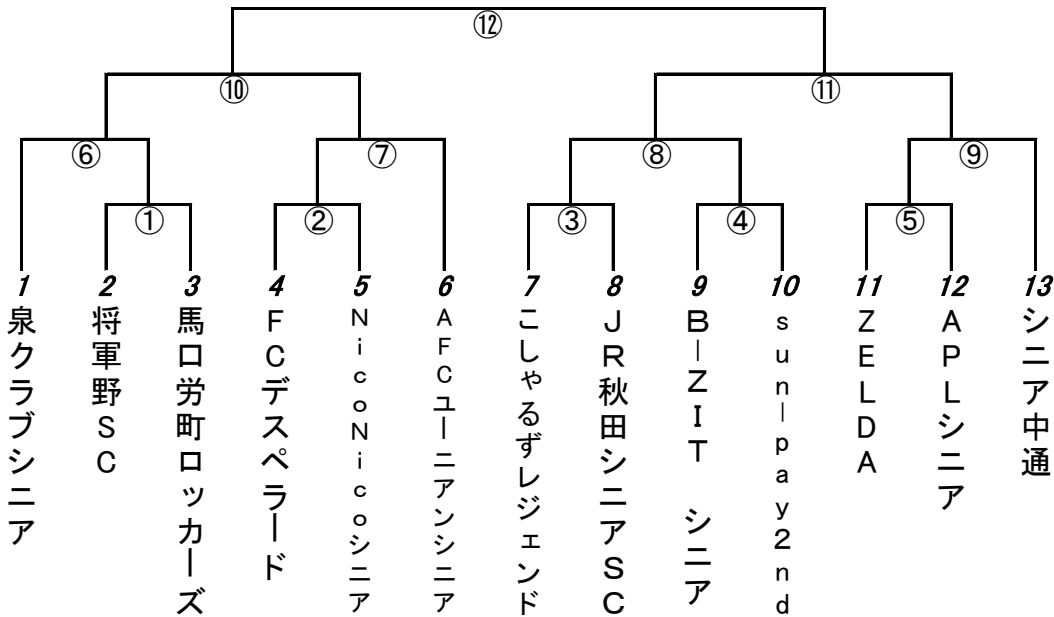 ⑫
⑩
⑪
⑥
⑦
⑧
⑨
①
②
③
④
⑤
1
2
3
4
5
6
7
8
9
10
11
12
13
泉クラブシニア
将軍野SC
馬口労町ロッカーズ
FCデスペラード
NicoNicoシニア
AFCユーニアンシニア
こしゃるずレジェンド
JR秋田シニアSC
B-ZIT シニア
sun-pay2nd
ZELDA
APLシニア
シニア中通